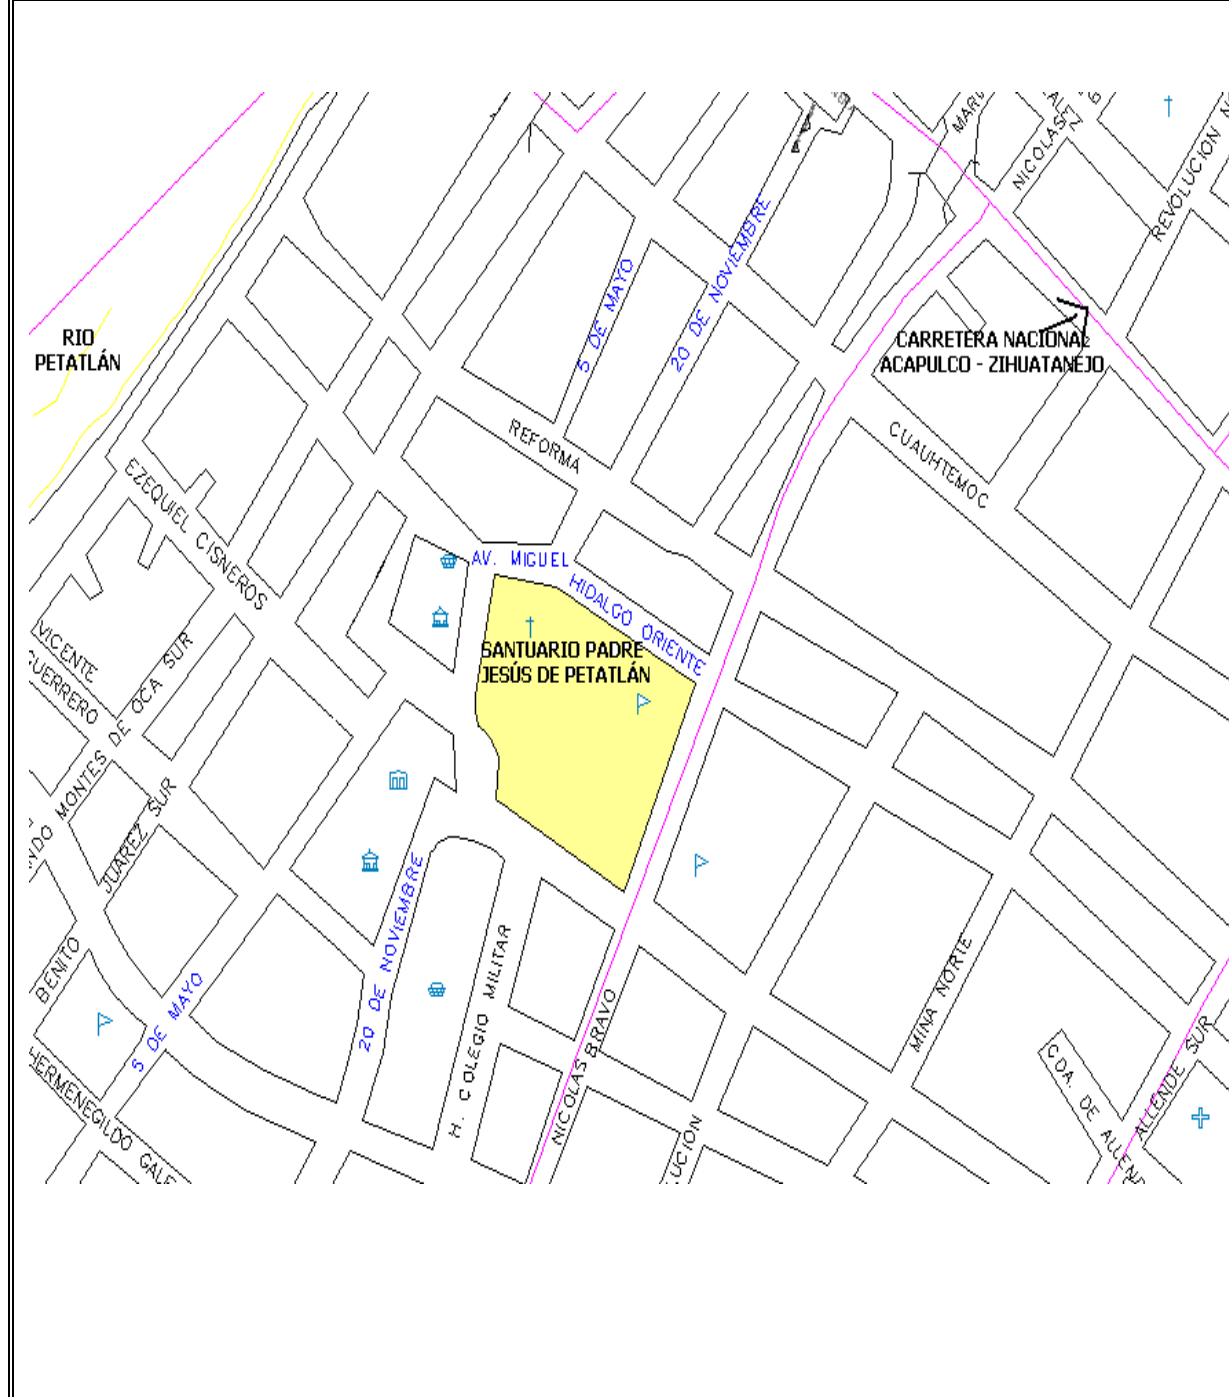 REVOLUCION
NICOLAS
RIO
PETATLÁN
5 DE MAYO
20 DE NOVIEMBRE
CARRETERA NACIONAL
ACAPULCO - ZIHUATANEJO
REFORMA
CUAUHTEMOC
EZEQUIEL CISNEROS
AV. MIGUEL
HIDALGO ORIENTE
SANTUARIO PADRE
JESÚS DE PETATLÁN
VICENTE
GUERRERO
MONTES DE OCA SUR
JUAREZ SUR
BENITO
5 DE MAYO
20 DE NOVIEMBRE
H. COLEGIO MILITAR
NICOLAS BRAVO
MINA NORTE
CDA. DE
ALLENDE SUR
HERMENEGILDO